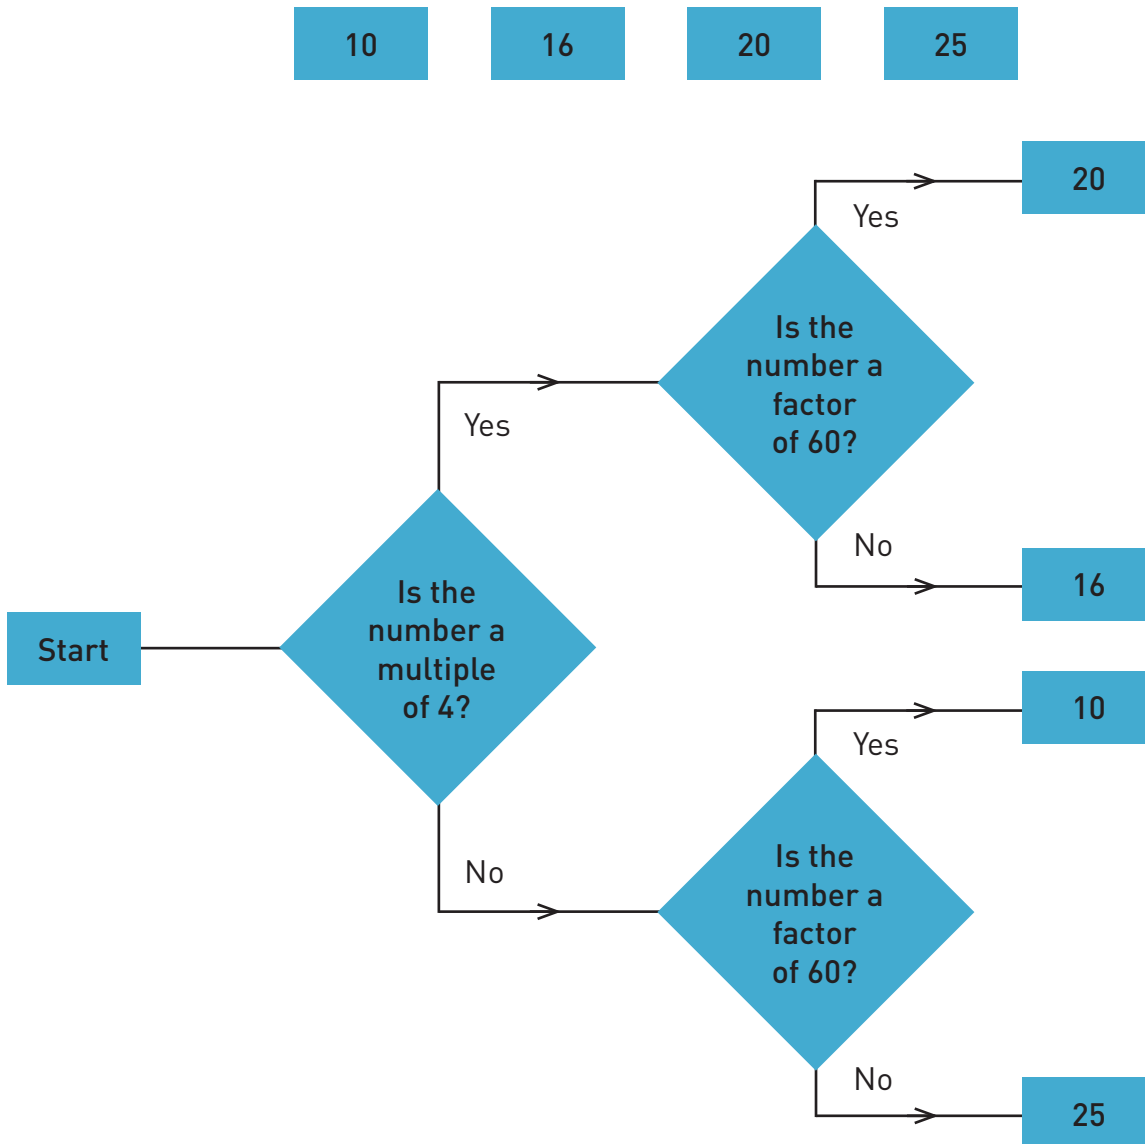 10 16 20 25
20
Yes
Is the
number a
factor
of 60?
Yes
No
Is the
number a
multiple
of 4?
16
Start
10
Yes
Is the
number a
factor
of 60?
No
No
25